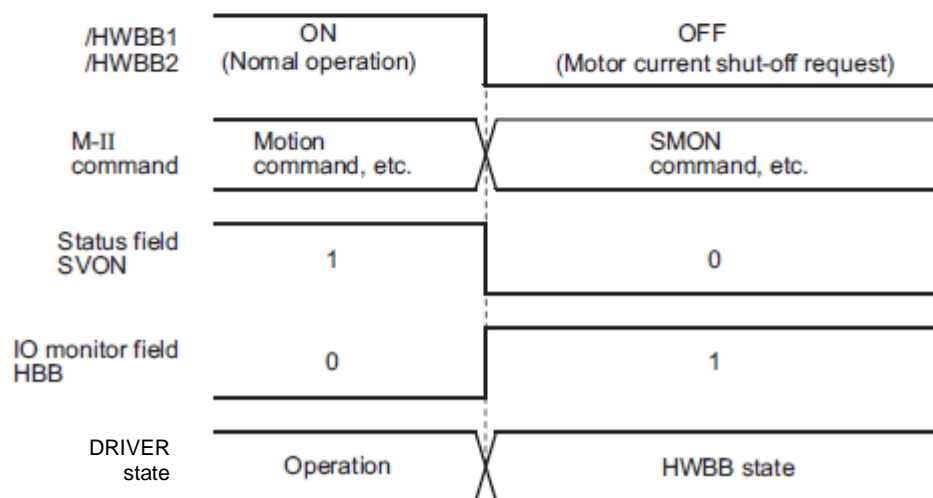 /HWBB1
/HWBB2
ON
(Nomal operation)
OFF
(Motor current shut-off request)
M-II
command
Motion
command, etc.
SMON
command, etc.
Status field
SVON
1
0
IO monitor field
HBB
0
1
DRIVER
state
Operation
HWBB state